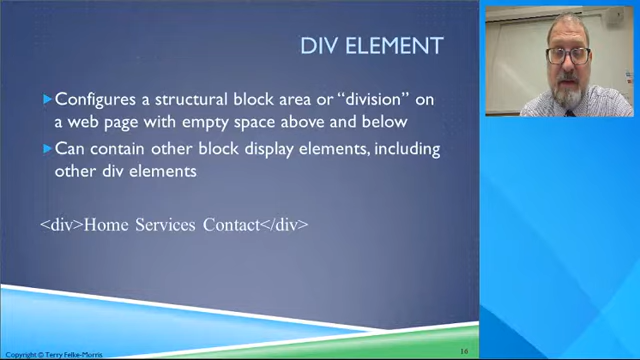 DIV ELEMENT
Configures a structural block area or “division” on
a web page with empty space above and below
Can contain other block display elements, including
other div elements
<div>Home Services Contact</div>
Copyright © Terry Felke-Morris
16